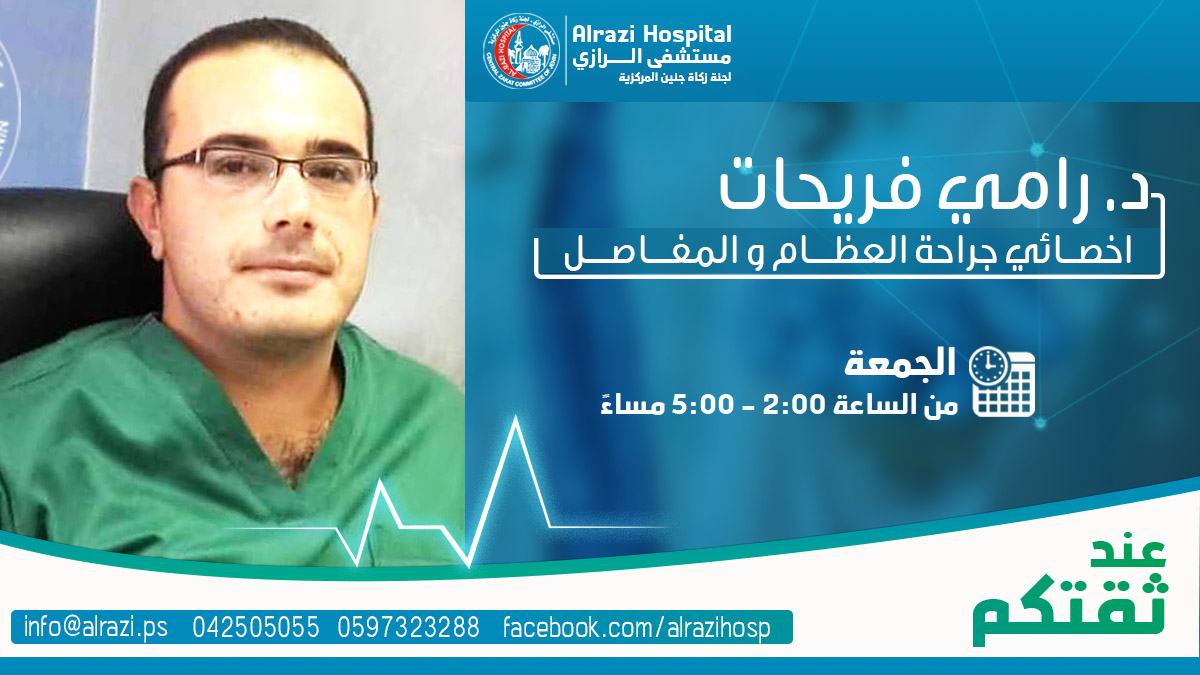 Alrazi Hospital
مستشفى الـــرازي
لجنة زكاة جنين المركزية
د. رامي فريحات
اخصـائي جراحة العظـام و المفـاصـل
الجمعة
من الساعة 2:00 - 5:00 مساءً
عند
ثقتكم
info@alrazi.ps 042505055 0597323288 facebook.com/alrazihosp